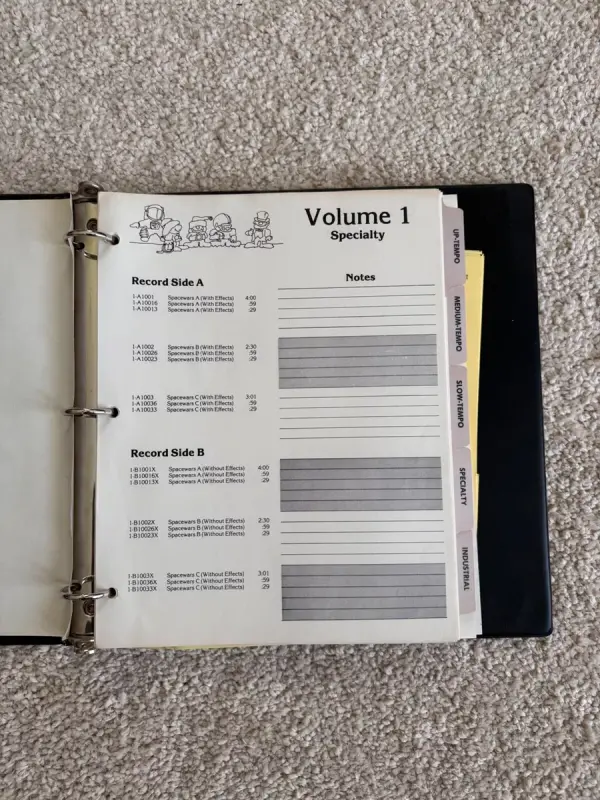 Volume 1
Specialty
Record Side A
Notes
1-A1001 Spacewars A (With Effects) 4:00
1-A10016 Spacewars A (With Effects) :59
1-A10013 Spacewars A (With Effects) :29
1-A1002 Spacewars B (With Effects) 2:30
1-A10026 Spacewars B (With Effects) :59
1-A10023 Spacewars B (With Effects) :29
1-A1003 Spacewars C (With Effects) 3:01
1-A10036 Spacewars C (With Effects) :59
1-A10033 Spacewars C (With Effects) :29
Record Side B
1-B1001X Spacewars A (Without Effects) 4:00
1-B10016X Spacewars A (Without Effects) :59
1-B10013X Spacewars A (Without Effects) :29
1-B1002X Spacewars B (Without Effects) 2:30
1-B10026X Spacewars B (Without Effects) :59
1-B10023X Spacewars B (Without Effects) :29
1-B1003X Spacewars C (Without Effects) 3:01
1-B10036X Spacewars C (Without Effects) :59
1-B10033X Spacewars C (Without Effects) :29
UP-TEMPO
MEDIUM-TEMPO
SLOW-TEMPO
SPECIALTY
INDUSTRIAL